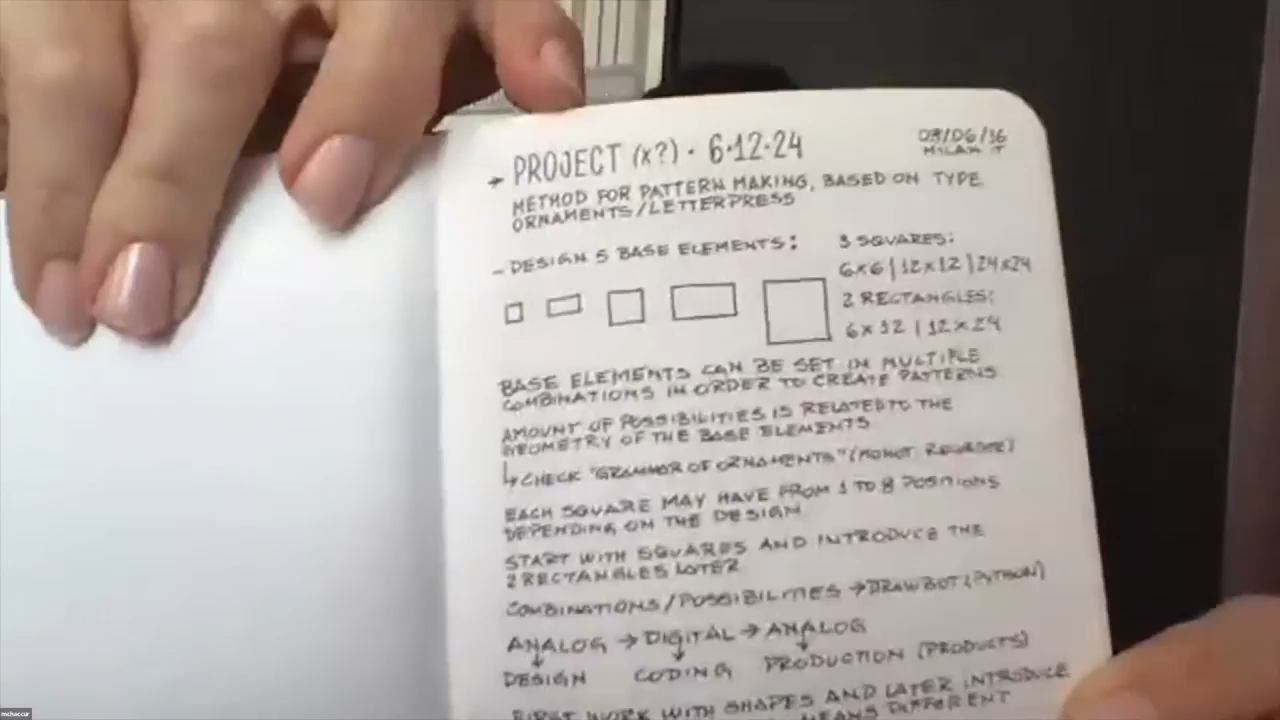 → PROJECT (X?) · 6·12·24
08/06/16
MILAN IT
METHOD FOR PATTERN MAKING, BASED ON TYPE
ORNAMENTS/LETTERPRESS
– DESIGN 5 BASE ELEMENTS:
3 SQUARES:
6x6 | 12x12 | 24x24
2 RECTANGLES:
6x12 | 12x24
BASE ELEMENTS CAN BE SET IN MULTIPLE
COMBINATIONS IN ORDER TO CREATE PATTERNS
AMOUNT OF POSSIBILITIES IS RELATED TO THE
GEOMETRY OF THE BASE ELEMENTS
↳ CHECK "GRAMMAR OF ORNAMENTS" (MONOT.
EACH SQUARE MAY HAVE FROM 1 TO 8 POSITIONS
DEPENDING ON THE DESIGN
START WITH SQUARES AND INTRODUCE THE
2 RECTANGLES LATER
COMBINATIONS/POSSIBILITIES → DRAWBOT (PYTHON)
ANALOG → DIGITAL → ANALOG
DESIGN CODING PRODUCTION (PRODUCTS)
FIRST WORK WITH SHAPES AND LATER INTRODUCE
MEANS DIFFERENT
mchaccur